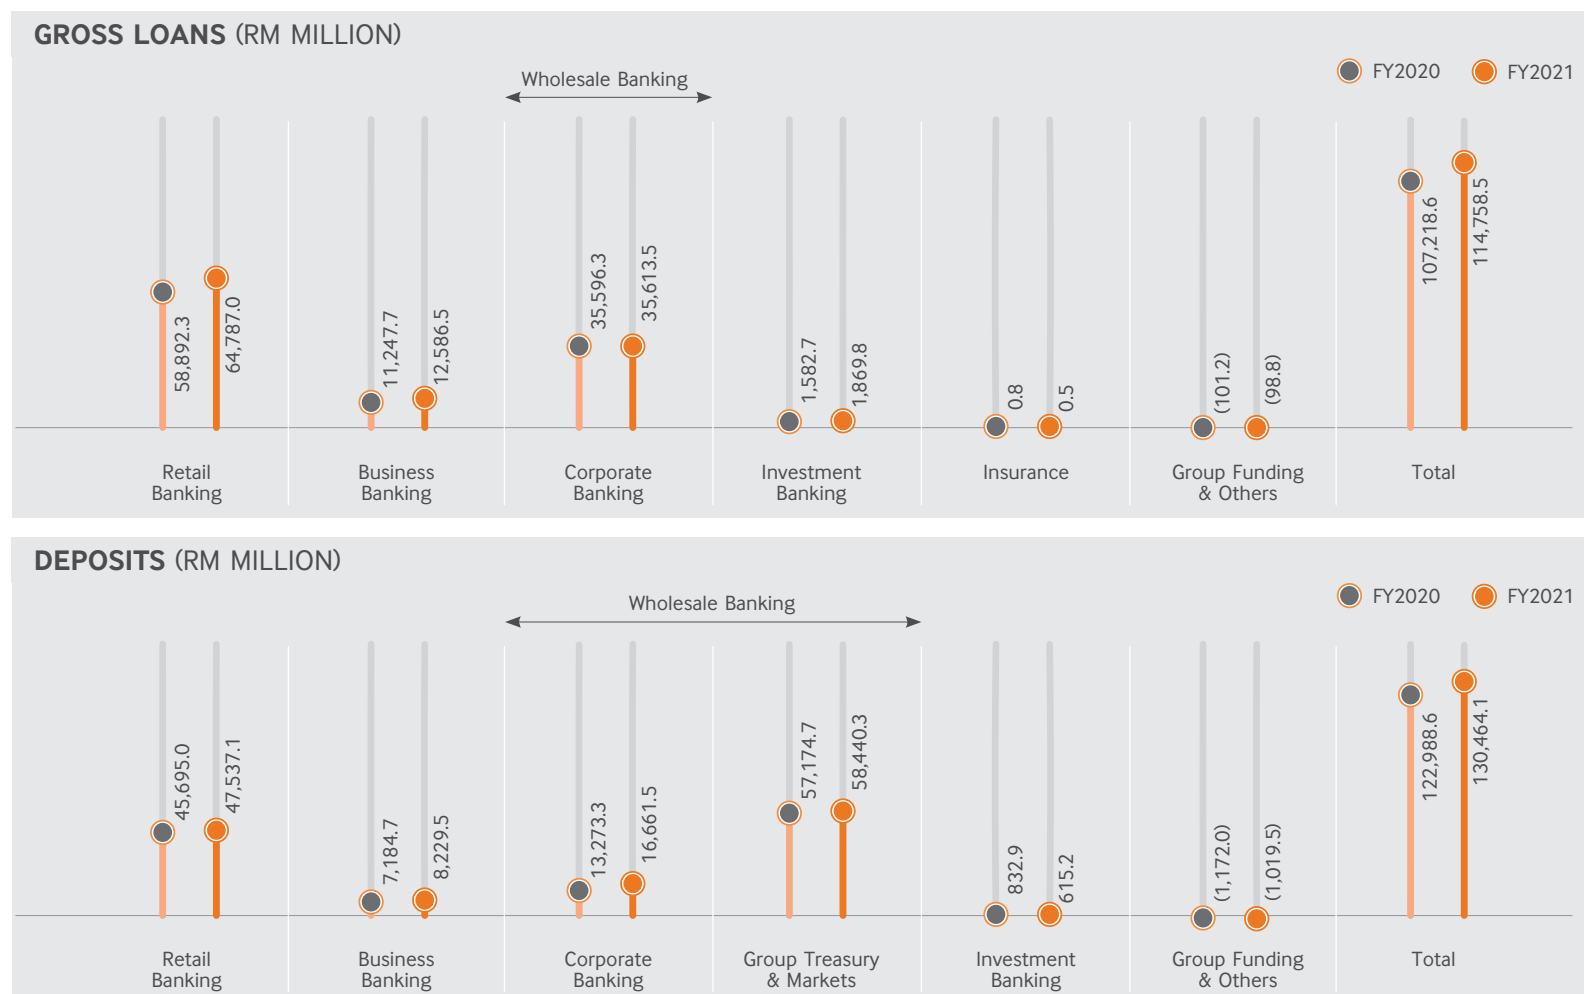 GROSS LOANS (RM MILLION)
Wholesale Banking
FY2020
FY2021
58,892.3
64,787.0
11,247.7
12,586.5
35,596.3
35,613.5
1,582.7
1,869.8
0.8
0.5
(101.2)
(98.8)
107,218.6
114,758.5
Retail
Banking
Business
Banking
Corporate
Banking
Investment
Banking
Insurance
Group Funding
& Others
Total
DEPOSITS (RM MILLION)
Wholesale Banking
FY2020
FY2021
45,695.0
47,537.1
7,184.7
8,229.5
13,273.3
16,661.5
57,174.7
58,440.3
832.9
615.2
(1,172.0)
(1,019.5)
122,988.6
130,464.1
Retail
Banking
Business
Banking
Corporate
Banking
Group Treasury
& Markets
Investment
Banking
Group Funding
& Others
Total